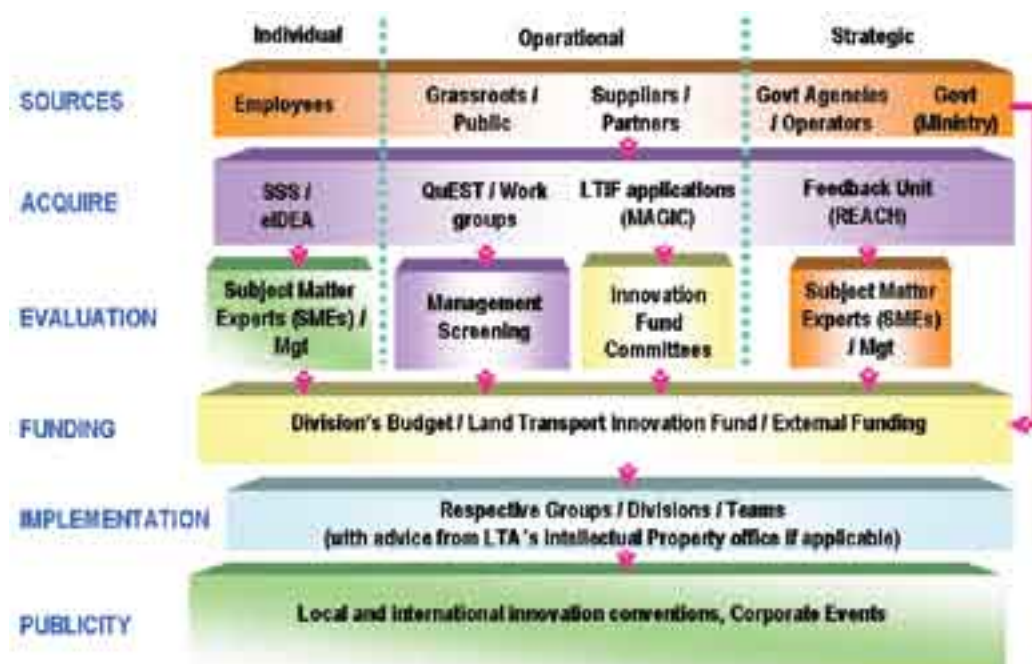 Individual
Operational
Strategic
SOURCES
Employees
Grassroots /
Public
Suppliers /
Partners
Govt Agencies
/ Operators
Govt
(Ministry)
ACQUIRE
SSS /
eIDEA
QuEST / Work
groups
LTIF applications
(MAGIC)
Feedback Unit
(REACH)
EVALUATION
Subject Matter
Experts (SMEs) /
Mgt
Management
Screening
Innovation
Fund
Committees
Subject Matter
Experts (SMEs)
/ Mgt
FUNDING
Division's Budget / Land Transport Innovation Fund / External Funding
IMPLEMENTATION
Respective Groups / Divisions / Teams
(with advice from LTA's Intellectual Property office if applicable)
PUBLICITY
Local and international innovation conventions, Corporate Events